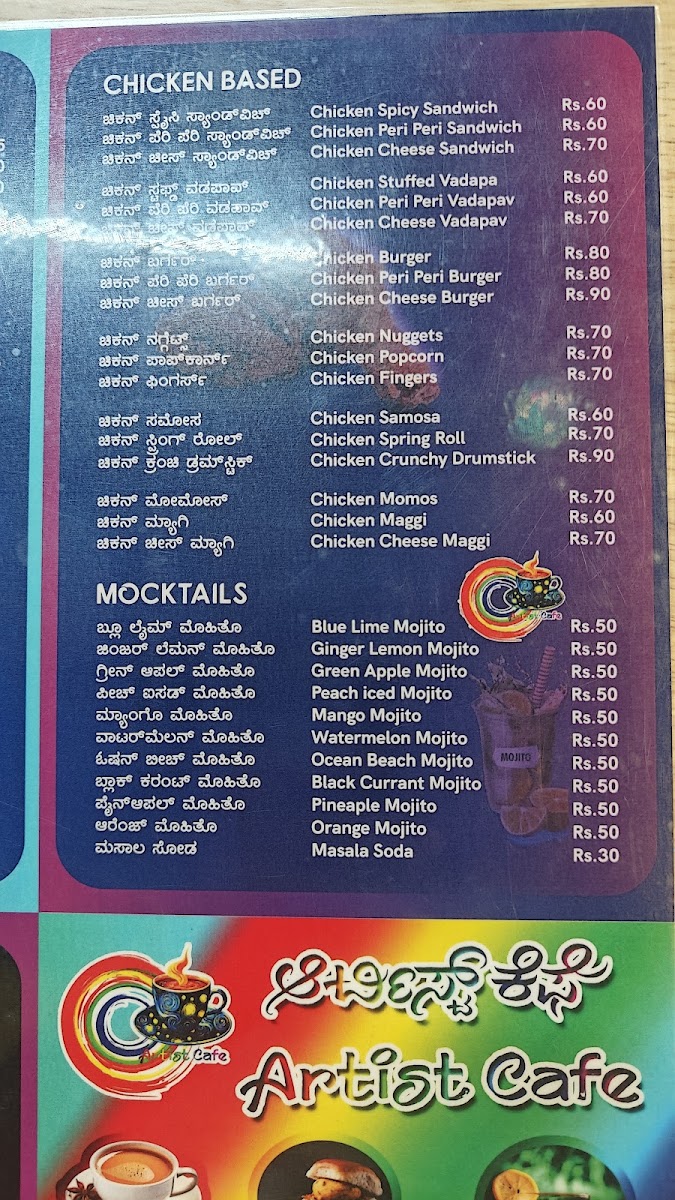 CHICKEN BASED
ಚಿಕನ್ ಸ್ಪೈಸಿ ಸ್ಯಾಂಡ್‌ವಿಚ್ Chicken Spicy Sandwich Rs.60
ಚಿಕನ್ ಪೆರಿ ಪೆರಿ ಸ್ಯಾಂಡ್‌ವಿಚ್ Chicken Peri Peri Sandwich Rs.60
ಚಿಕನ್ ಚೀಸ್ ಸ್ಯಾಂಡ್‌ವಿಚ್ Chicken Cheese Sandwich Rs.70
ಚಿಕನ್ ಸ್ಟಫ್ಡ್ ವಡಪಾವ್ Chicken Stuffed Vadapa Rs.60
ಚಿಕನ್ ಪೆರಿ ಪೆರಿ ವಡಪಾವ್ Chicken Peri Peri Vadapav Rs.60
ಚಿಕನ್ ಚೀಸ್ ವಡಪಾವ್ Chicken Cheese Vadapav Rs.70
ಚಿಕನ್ ಬರ್ಗರ್ Chicken Burger Rs.80
ಚಿಕನ್ ಪೆರಿ ಪೆರಿ ಬರ್ಗರ್ Chicken Peri Peri Burger Rs.80
ಚಿಕನ್ ಚೀಸ್ ಬರ್ಗರ್ Chicken Cheese Burger Rs.90
ಚಿಕನ್ ನಗ್ಗೆಟ್ಸ್ Chicken Nuggets Rs.70
ಚಿಕನ್ ಪಾಪ್‌ಕಾರ್ನ್ Chicken Popcorn Rs.70
ಚಿಕನ್ ಫಿಂಗರ್ಸ್ Chicken Fingers Rs.70
ಚಿಕನ್ ಸಮೋಸ Chicken Samosa Rs.60
ಚಿಕನ್ ಸ್ಪ್ರಿಂಗ್ ರೋಲ್ Chicken Spring Roll Rs.70
ಚಿಕನ್ ಕ್ರಂಚಿ ಡ್ರಮ್‌ಸ್ಟಿಕ್ Chicken Crunchy Drumstick Rs.90
ಚಿಕನ್ ಮೋಮೋಸ್ Chicken Momos Rs.70
ಚಿಕನ್ ಮ್ಯಾಗಿ Chicken Maggi Rs.60
ಚಿಕನ್ ಚೀಸ್ ಮ್ಯಾಗಿ Chicken Cheese Maggi Rs.70
Artist Cafe
MOCKTAILS
ಬ್ಲೂ ಲೈಮ್ ಮೊಹಿತೊ Blue Lime Mojito Rs.50
ಜಿಂಜರ್ ಲೆಮನ್ ಮೊಹಿತೊ Ginger Lemon Mojito Rs.50
ಗ್ರೀನ್ ಆಪಲ್ ಮೊಹಿತೊ Green Apple Mojito Rs.50
ಪೀಚ್ ಐಸಡ್ ಮೊಹಿತೊ Peach iced Mojito Rs.50
ಮ್ಯಾಂಗೊ ಮೊಹಿತೊ Mango Mojito Rs.50
ವಾಟರ್‌ಮೆಲನ್ ಮೊಹಿತೊ Watermelon Mojito Rs.50
ಓಷನ್ ಬೀಚ್ ಮೊಹಿತೊ Ocean Beach Mojito Rs.50
MOJITO
ಬ್ಲಾಕ್ ಕರಂಟ್ ಮೊಹಿತೊ Black Currant Mojito Rs.50
ಪೈನ್‌ಆಪಲ್ ಮೊಹಿತೊ Pineaple Mojito Rs.50
ಆರೆಂಜ್ ಮೊಹಿತೊ Orange Mojito Rs.50
ಮಸಾಲ ಸೋಡ Masala Soda Rs.30
ಆರ್ಟಿಸ್ಟ್ ಕೆಫೆ
Artist Cafe
Artist Cafe